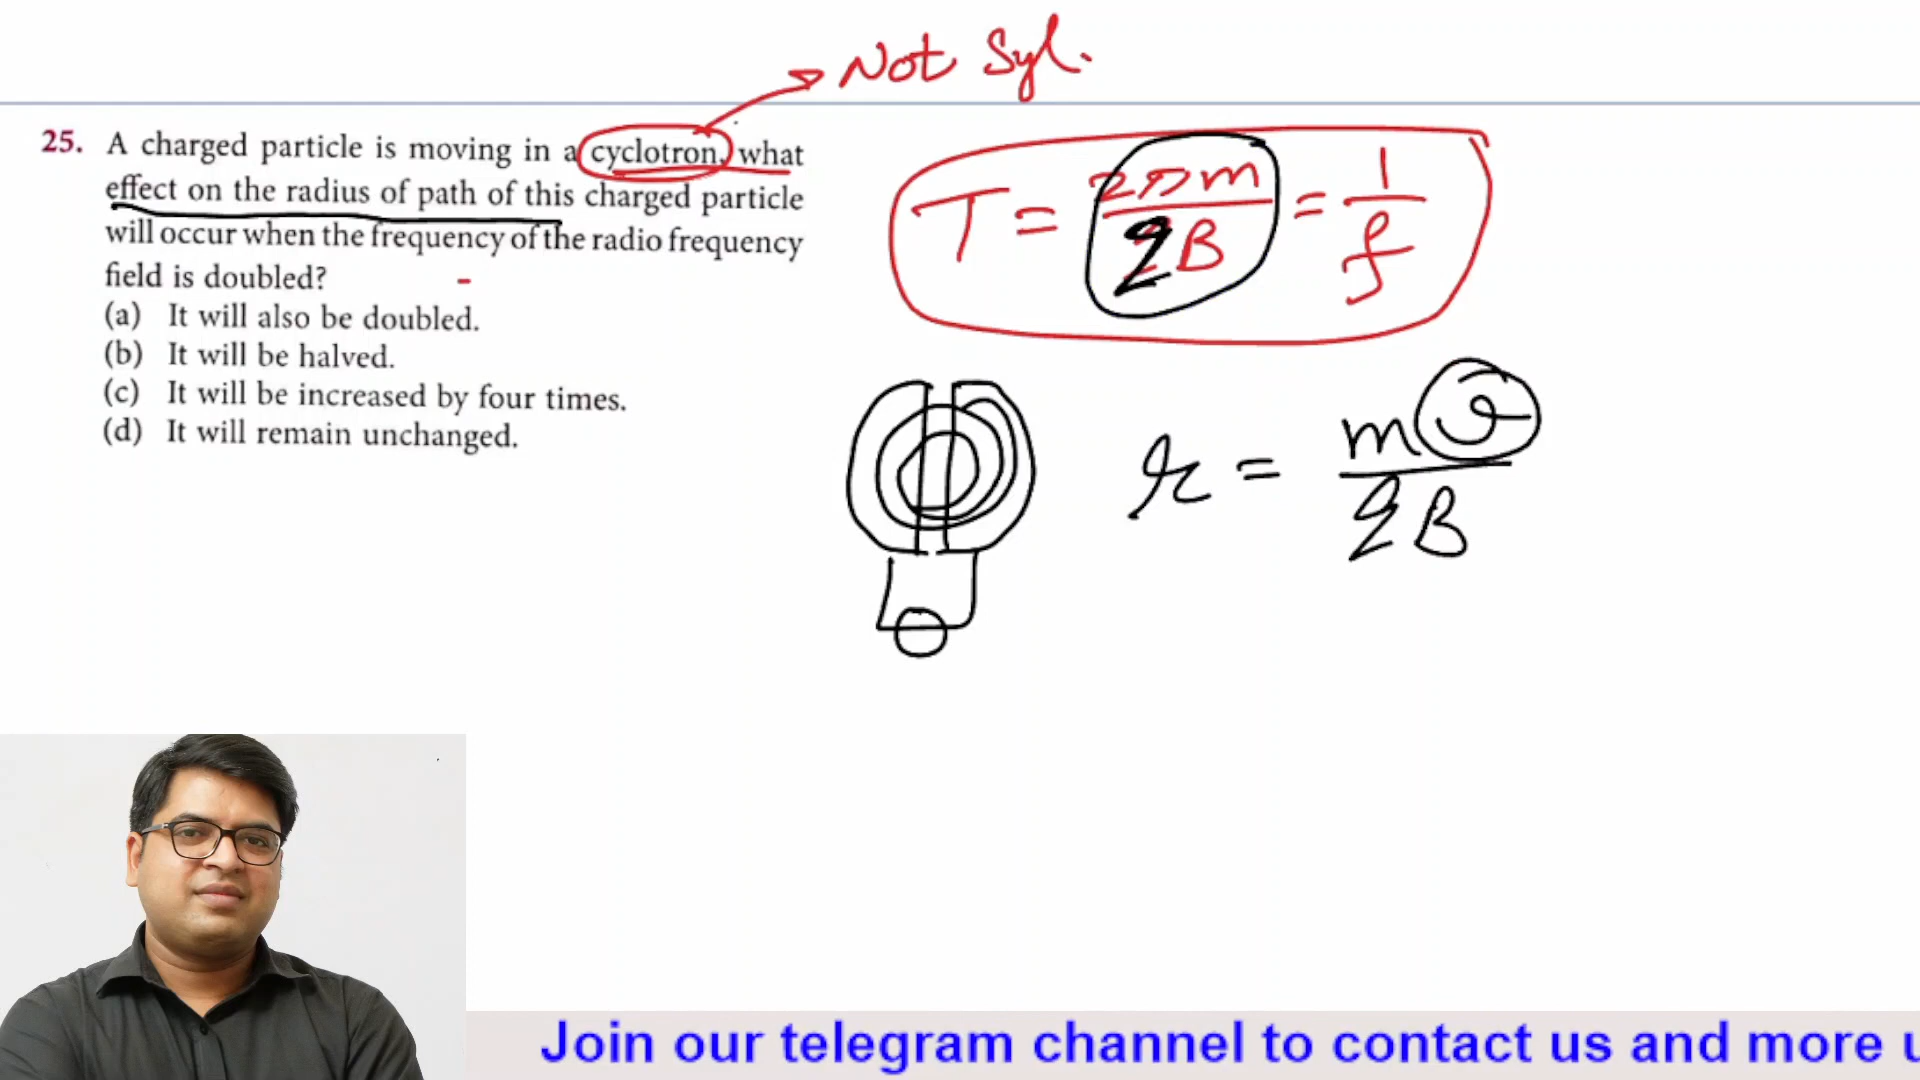 Not Syl.
25. A charged particle is moving in a cyclotron, what
effect on the radius of path of this charged particle
will occur when the frequency of the radio frequency
field is doubled?
(a) It will also be doubled.
(b) It will be halved.
(c) It will be increased by four times.
(d) It will remain unchanged.
T = 2πm/qB = 1/f
r = mv/qB
Join our telegram channel to contact us and more u